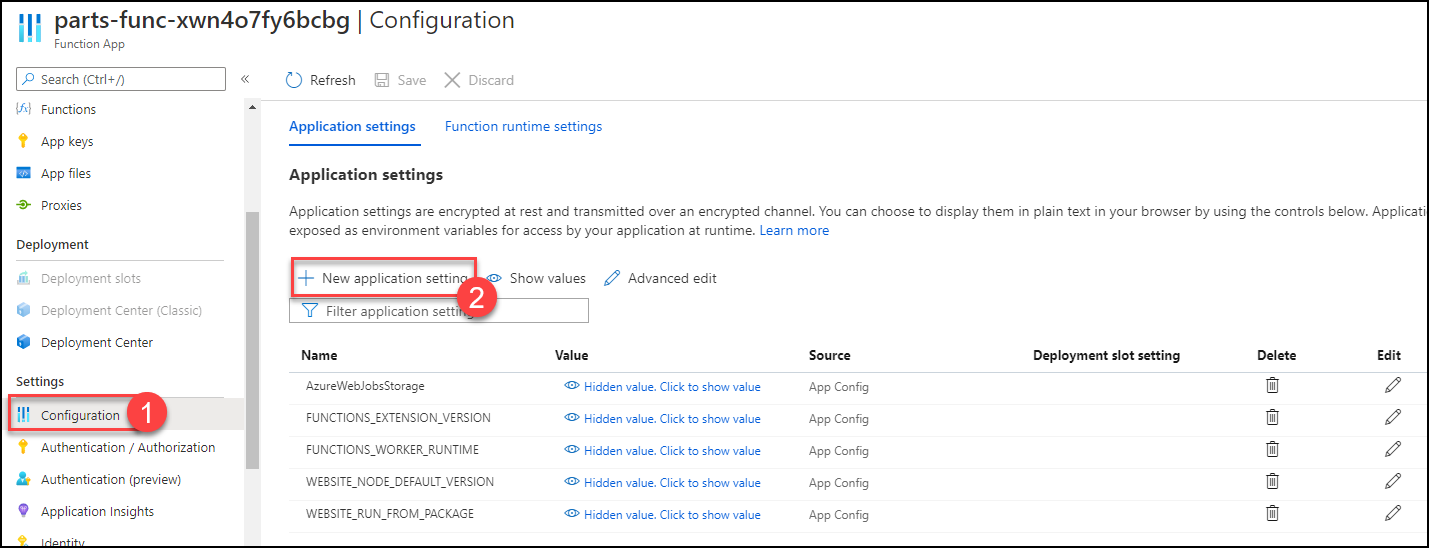 parts-func-xwn4o7fy6bcbg | Configuration
Function App
Search (Ctrl+/)
«
Refresh
Save
Discard
Functions
App keys
App files
Proxies
Deployment
Deployment slots
Deployment Center (Classic)
Deployment Center
Settings
Configuration
1
Authentication / Authorization
Authentication (preview)
Application Insights
Identity
Application settings
Function runtime settings
Application settings
Application settings are encrypted at rest and transmitted over an encrypted channel. You can choose to display them in plain text in your browser by using the controls below. Applicatio
exposed as environment variables for access by your application at runtime. Learn more
New application setting
2
Show values
Advanced edit
Filter application setting
Name Value Source Deployment slot setting Delete Edit
AzureWebJobsStorage Hidden value. Click to show value App Config
FUNCTIONS_EXTENSION_VERSION Hidden value. Click to show value App Config
FUNCTIONS_WORKER_RUNTIME Hidden value. Click to show value App Config
WEBSITE_NODE_DEFAULT_VERSION Hidden value. Click to show value App Config
WEBSITE_RUN_FROM_PACKAGE Hidden value. Click to show value App Config